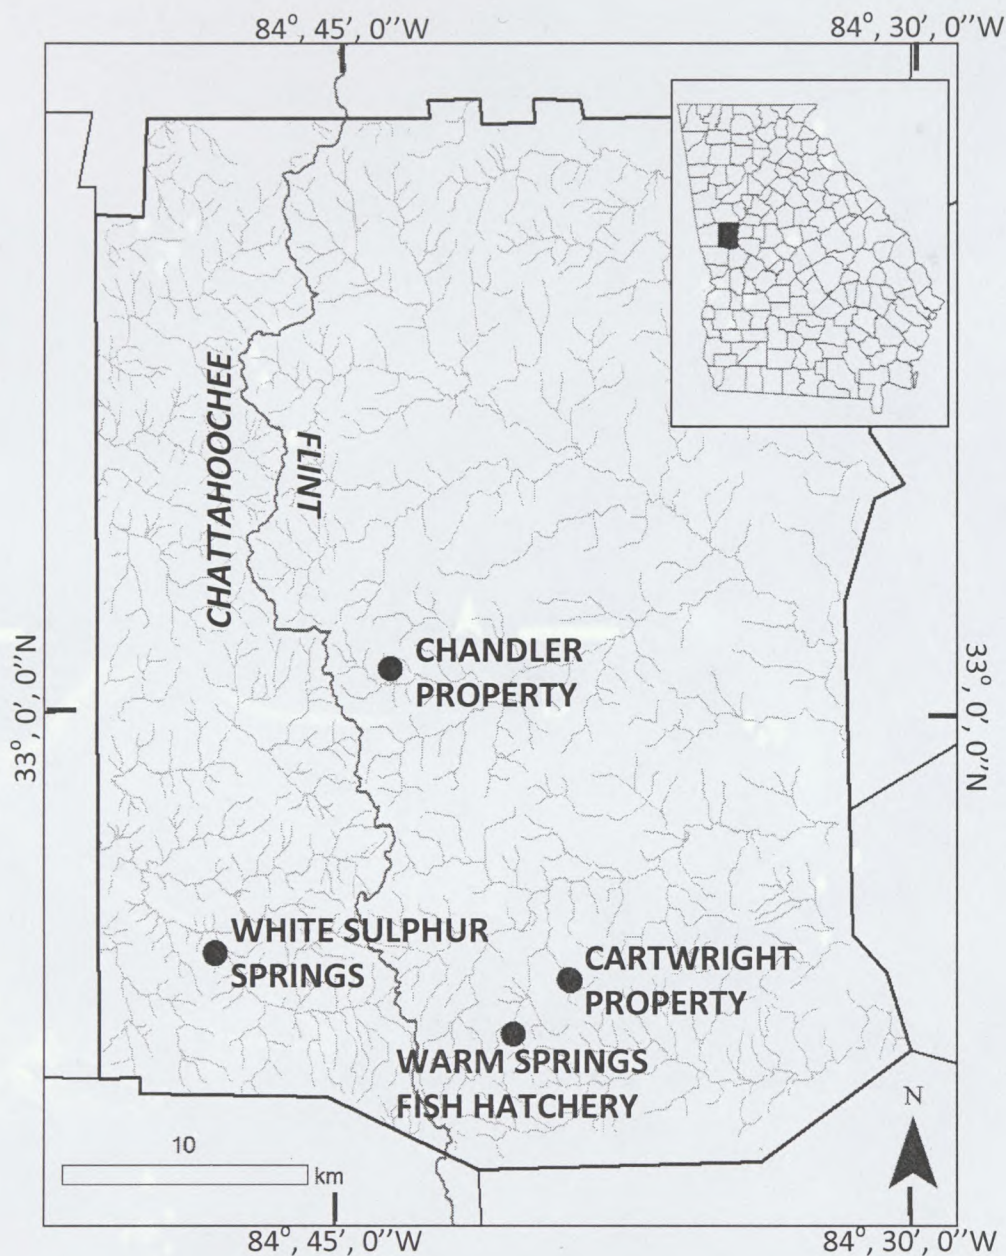 84°, 45', 0''W
84°, 30', 0''W
CHATTAHOOCHEE
FLINT
CHANDLER
PROPERTY
33°, 0', 0''N
33°, 0', 0''N
WHITE SULPHUR
SPRINGS
CARTWRIGHT
PROPERTY
WARM SPRINGS
FISH HATCHERY
N
10
km
84°, 45', 0''W
84°, 30', 0''W